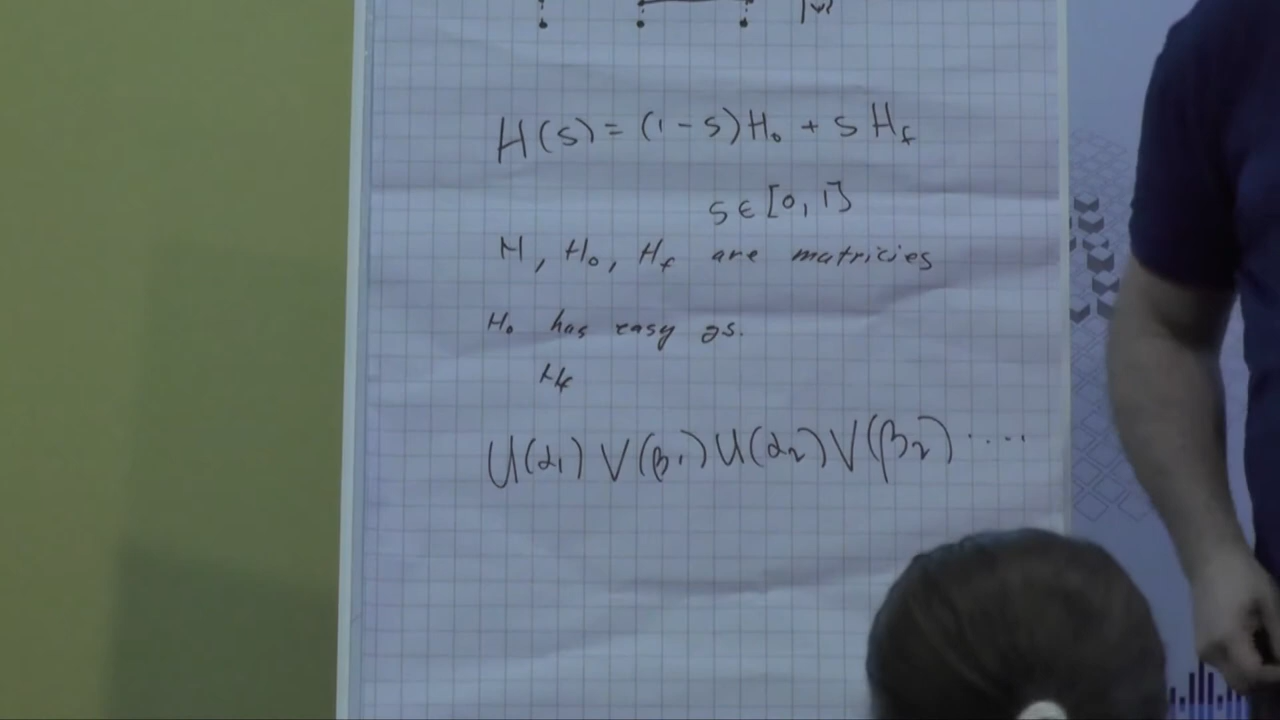 H(s) = (1 - s) H₀ + s H_f
s ∈ [0, 1]
H, H₀, H_f are matricies
H₀ has easy gs.
H_f
U(α₁) V(β₁) U(α₂) V(β₂) ....